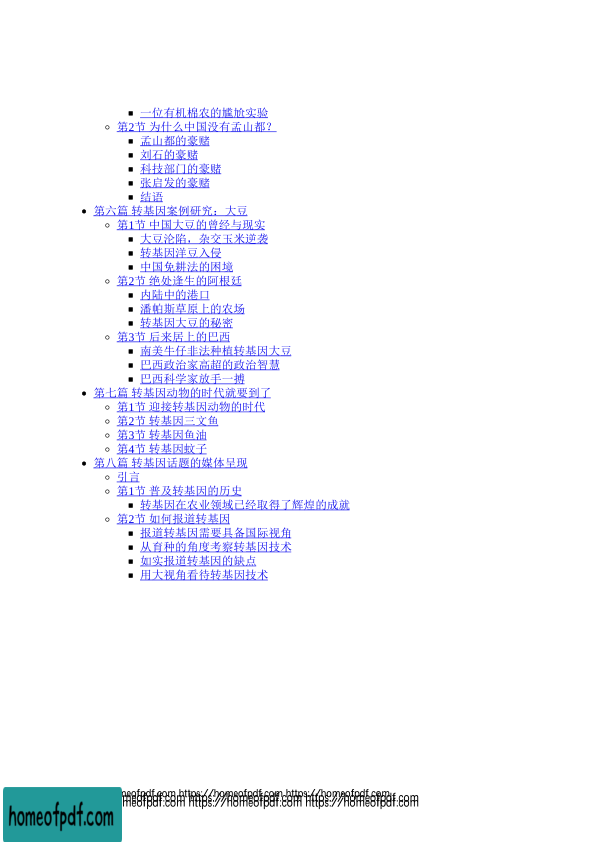 一位有机棉农的尴尬实验
第2节 为什么中国没有孟山都?
孟山都的豪赌
刘石的豪赌
科技部门的豪赌
张启发的豪赌
结语
第六篇 转基因案例研究：大豆
第1节 中国大豆的曾经与现实
大豆沦陷，杂交玉米逆袭
转基因洋豆入侵
中国免耕法的困境
第2节 绝处逢生的阿根廷
内陆中的港口
潘帕斯草原上的农场
转基因大豆的秘密
第3节 后来居上的巴西
南美牛仔非法种植转基因大豆
巴西政治家高超的政治智慧
巴西科学家放手一搏
第七篇 转基因动物的时代就要到了
第1节 迎接转基因动物的时代
第2节 转基因三文鱼
第3节 转基因鱼油
第4节 转基因蚊子
第八篇 转基因话题的媒体呈现
引言
第1节 普及转基因的历史
转基因在农业领域已经取得了辉煌的成就
第2节 如何报道转基因
报道转基因需要具备国际视角
从育种的角度考察转基因技术
如实报道转基因的缺点
用大视角看待转基因技术
meofpdf.com https://homeofpdf.com https://homeofpdf.com
meofpdf.com https://homeofpdf.com https://homeofpdf.com
homeofpdf.com